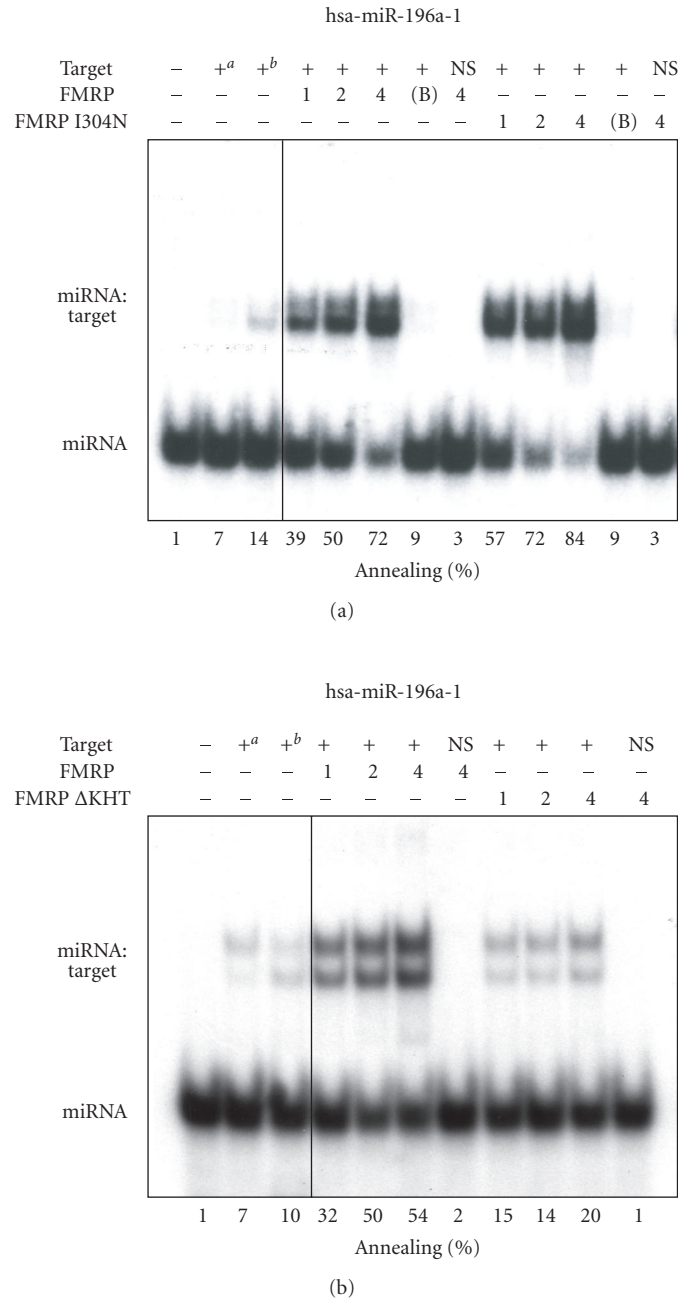 hsa-miR-196a-1
Target – +a +b + + + + NS + + + + NS
FMRP – – – 1 2 4 (B) 4 – – – – –
FMRP I304N – – – – – – – – 1 2 4 (B) 4
miRNA:
target
miRNA
1 7 14 39 50 72 9 3 57 72 84 9 3
Annealing (%)
(a)
hsa-miR-196a-1
Target – +a +b + + + NS + + + NS
FMRP – – – 1 2 4 4 – – – –
FMRP ΔKHT – – – – – – – 1 2 4 4
miRNA:
target
miRNA
1 7 10 32 50 54 2 15 14 20 1
Annealing (%)
(b)